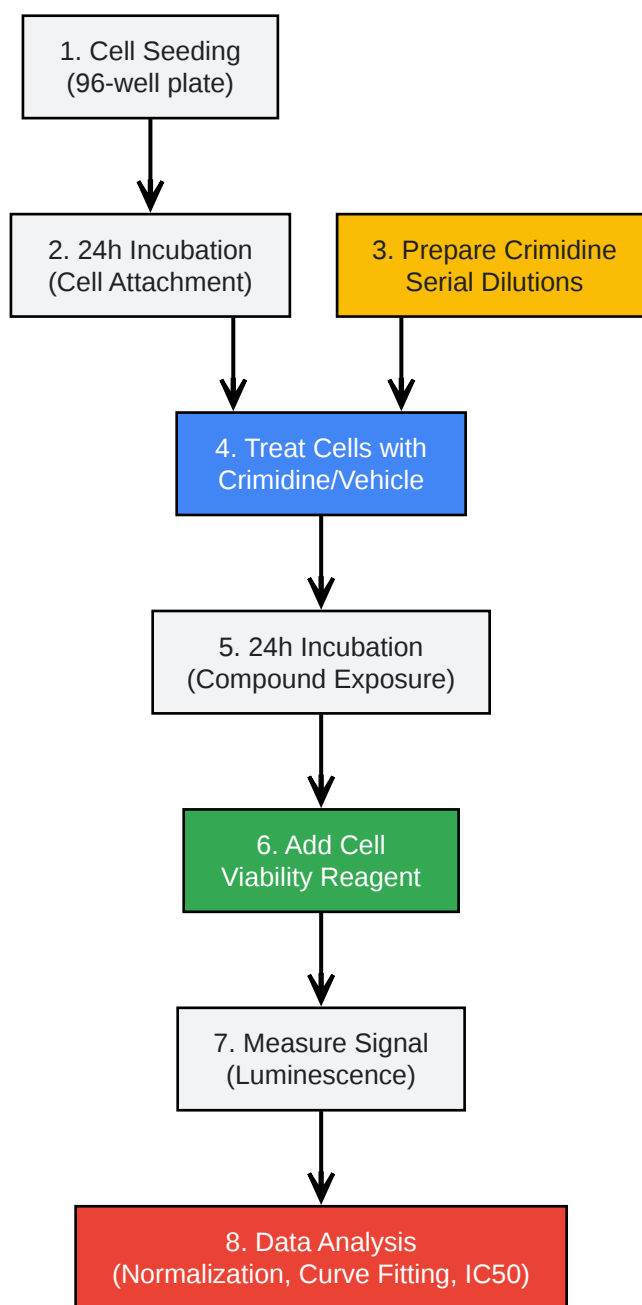 1. Cell Seeding
(96-well plate)
2. 24h Incubation
(Cell Attachment)
3. Prepare Crimidine
Serial Dilutions
4. Treat Cells with
Crimidine/Vehicle
5. 24h Incubation
(Compound Exposure)
6. Add Cell
Viability Reagent
7. Measure Signal
(Luminescence)
8. Data Analysis
(Normalization, Curve Fitting, IC50)